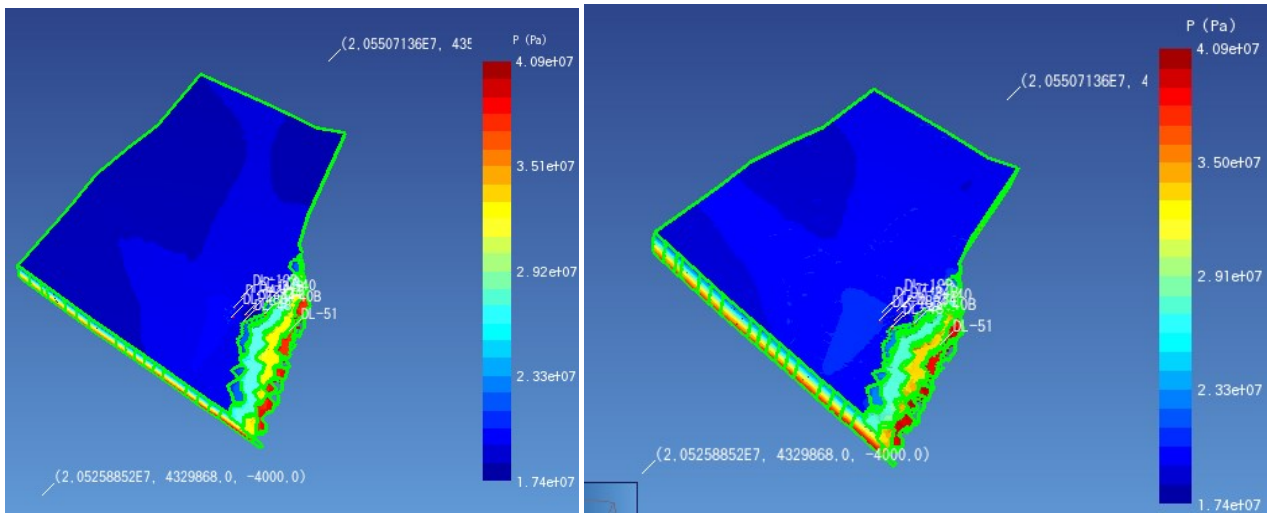 P (Pa)
(2,05507136E7, 435
4.09e+07
3.51e+07
2.92e+07
2.33e+07
1.74e+07
DL-51
(2,05258852E7, 4329868,0, -4000,0)
P (Pa)
(2,05507136E7, 4
4.09e+07
3.50e+07
2.91e+07
2.33e+07
1.74e+07
DL-51
(2,05258852E7, 4329868,0, -4000,0)